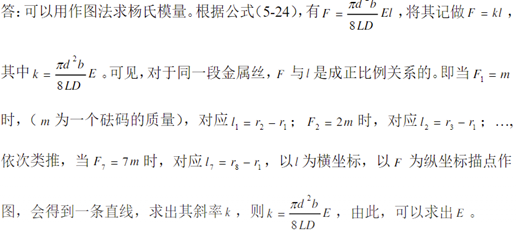 答：可以用作图法求杨氏模量。根据公式(5-24)，有 $F=\frac{\pi d^2 b}{8LD}El$，将其记做 $F=kl$，
其中 $k=\frac{\pi d^2 b}{8LD}E$。可见，对于同一段金属丝，$F$ 与 $l$ 是成正比例关系的。即当 $F_1=m$
时，（$m$ 为一个砝码的质量），对应 $l_1=r_2-r_1$；$F_2=2m$ 时，对应 $l_2=r_3-r_1$；…,
依次类推，当 $F_7=7m$ 时，对应 $l_7=r_8-r_1$，以 $l$ 为横坐标，以 $F$ 为纵坐标描点作
图，会得到一条直线，求出其斜率 $k$，则 $k=\frac{\pi d^2 b}{8LD}E$，由此，可以求出 $E$。